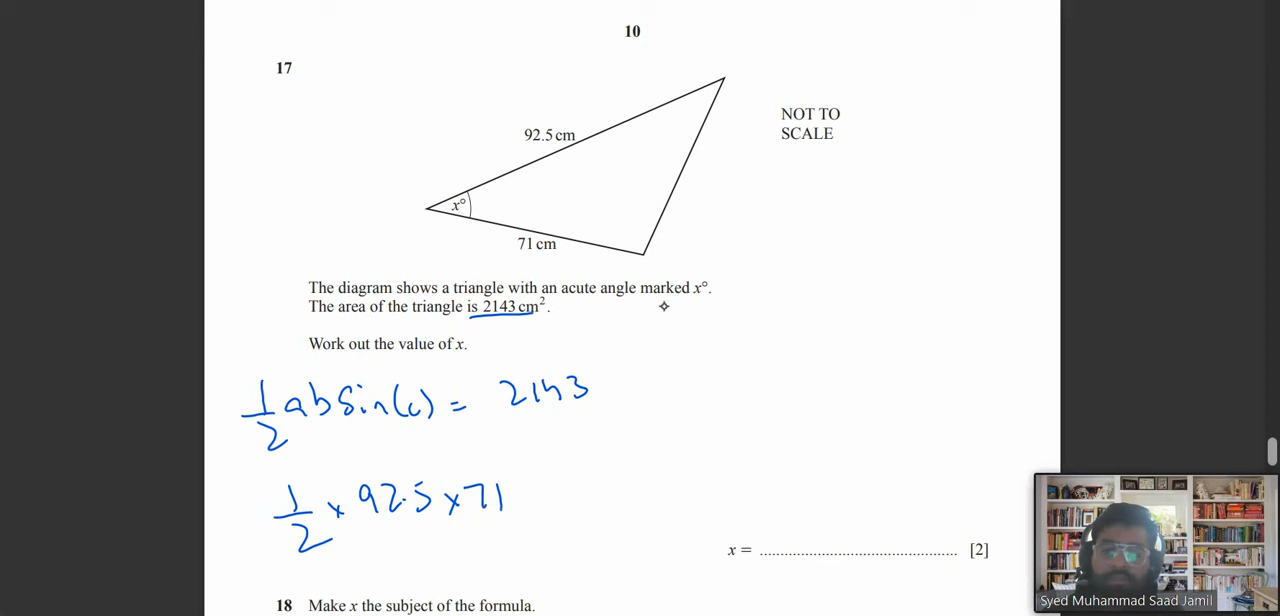 10
17
92.5 cm
NOT TO
SCALE
x°
71 cm
The diagram shows a triangle with an acute angle marked x°.
The area of the triangle is 2143 cm².
Work out the value of x.
1/2 ab Sin(c) = 2143
1/2 × 92.5 × 71
x = ................................................ [2]
18 Make x the subject of the formula.
Syed Muhammad Saad Jamil